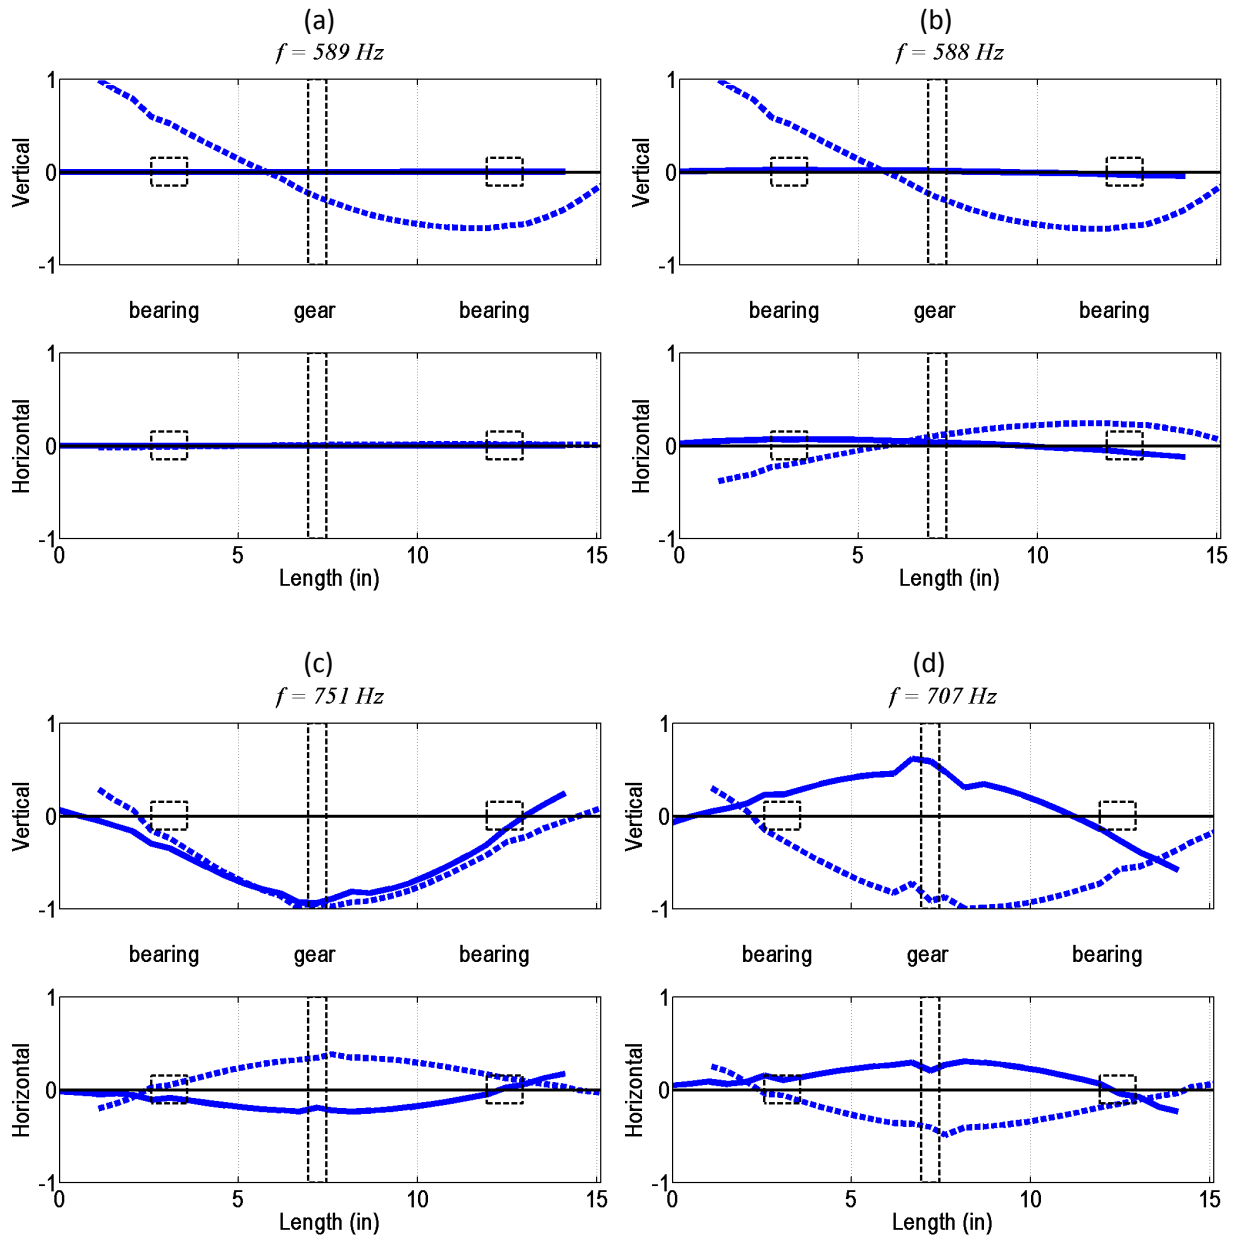 (a)
f = 589 Hz
1
0
-1
Vertical
bearing gear bearing
1
0
-1
Horizontal
0 5 10 15
Length (in)
(b)
f = 588 Hz
1
0
-1
Vertical
bearing gear bearing
1
0
-1
Horizontal
0 5 10 15
Length (in)
(c)
f = 751 Hz
1
0
-1
Vertical
bearing gear bearing
1
0
-1
Horizontal
0 5 10 15
Length (in)
(d)
f = 707 Hz
1
0
-1
Vertical
bearing gear bearing
1
0
-1
Horizontal
0 5 10 15
Length (in)